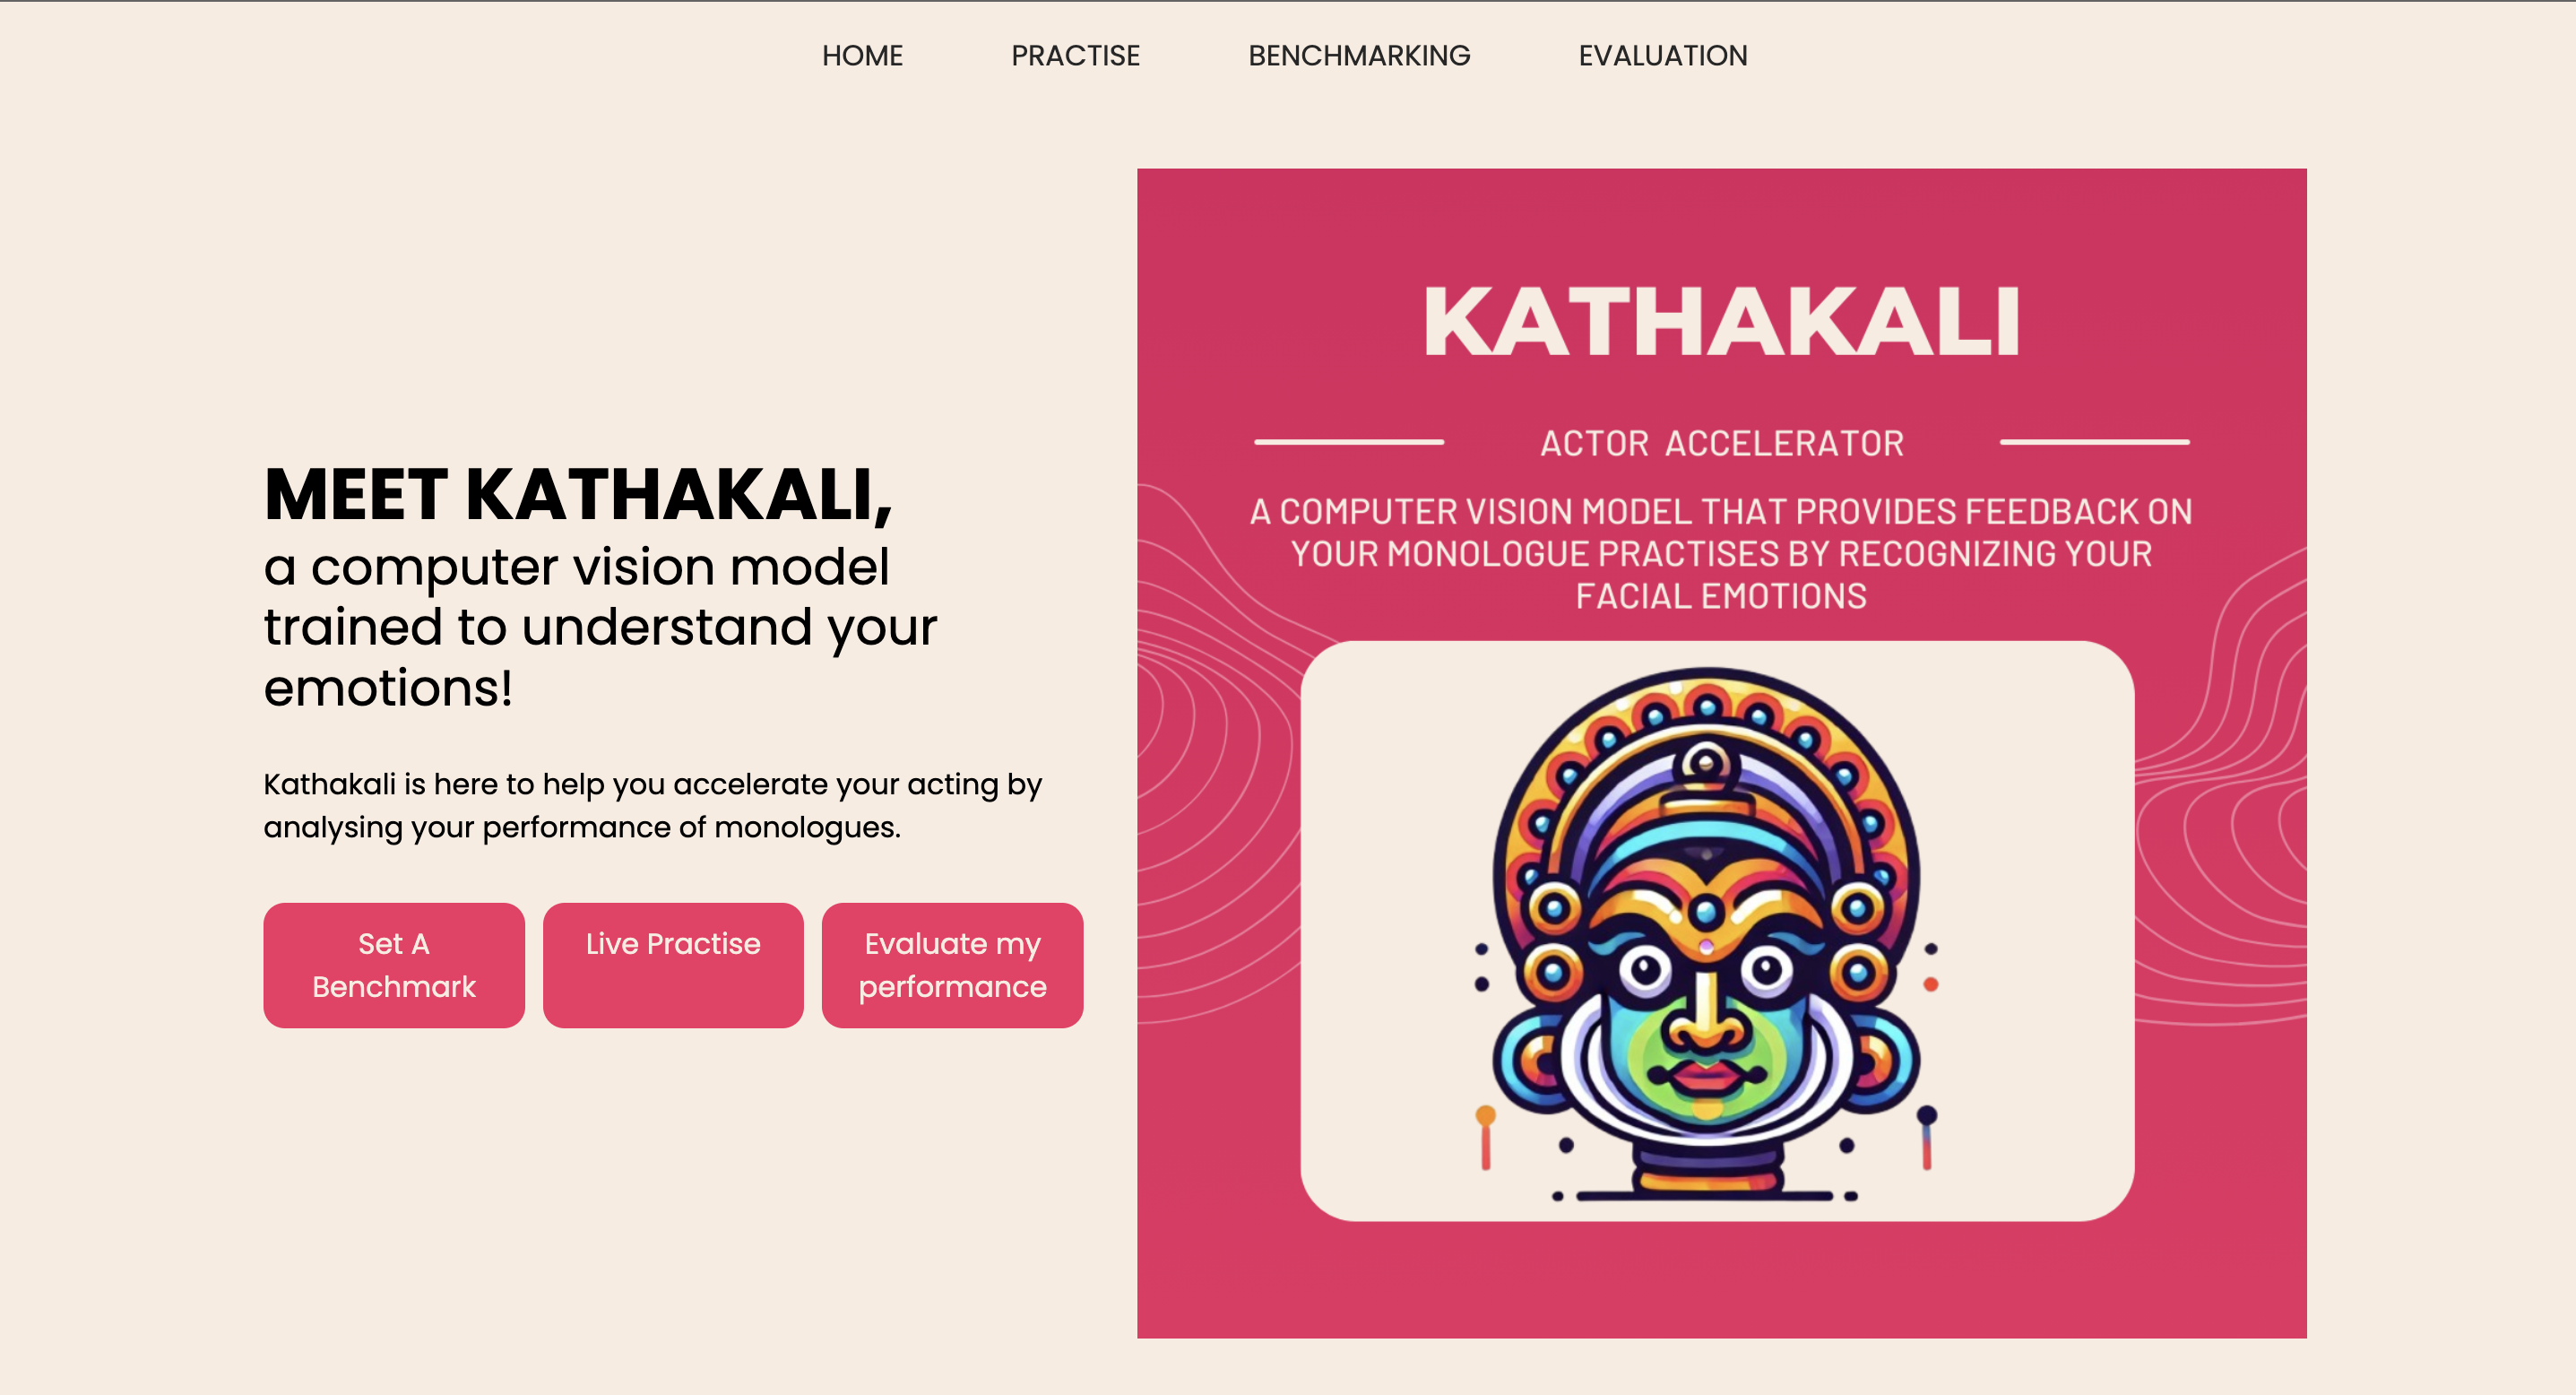 HOME PRACTISE BENCHMARKING EVALUATION
MEET KATHAKALI,
a computer vision model
trained to understand your
emotions!
Kathakali is here to help you accelerate your acting by
analysing your performance of monologues.
Set A
Benchmark
Live Practise
Evaluate my
performance
KATHAKALI
ACTOR ACCELERATOR
A COMPUTER VISION MODEL THAT PROVIDES FEEDBACK ON
YOUR MONOLOGUE PRACTISES BY RECOGNIZING YOUR
FACIAL EMOTIONS